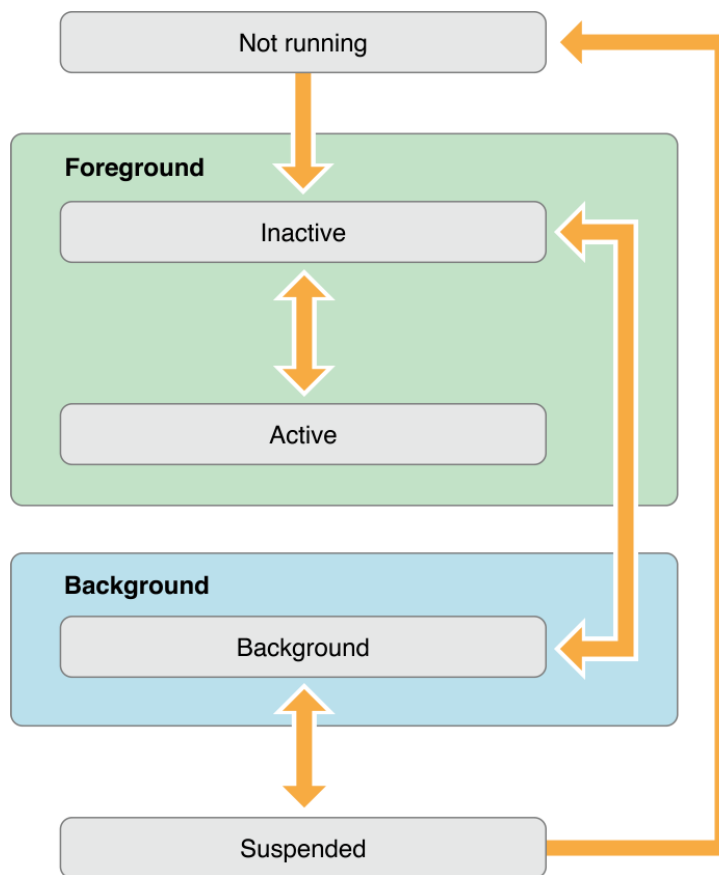 Not running
Foreground
Inactive
Active
Background
Background
Suspended